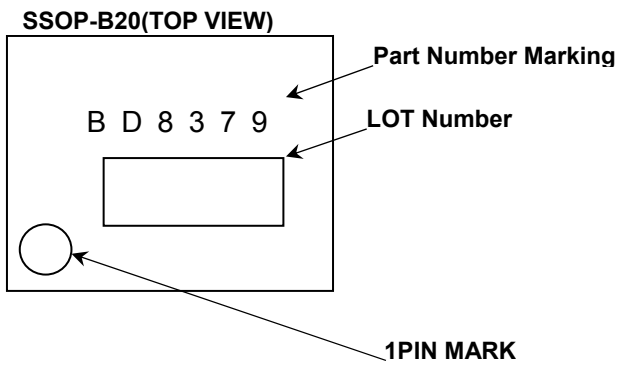 SSOP-B20(TOP VIEW)
Part Number Marking
B D 8 3 7 9
LOT Number
1PIN MARK